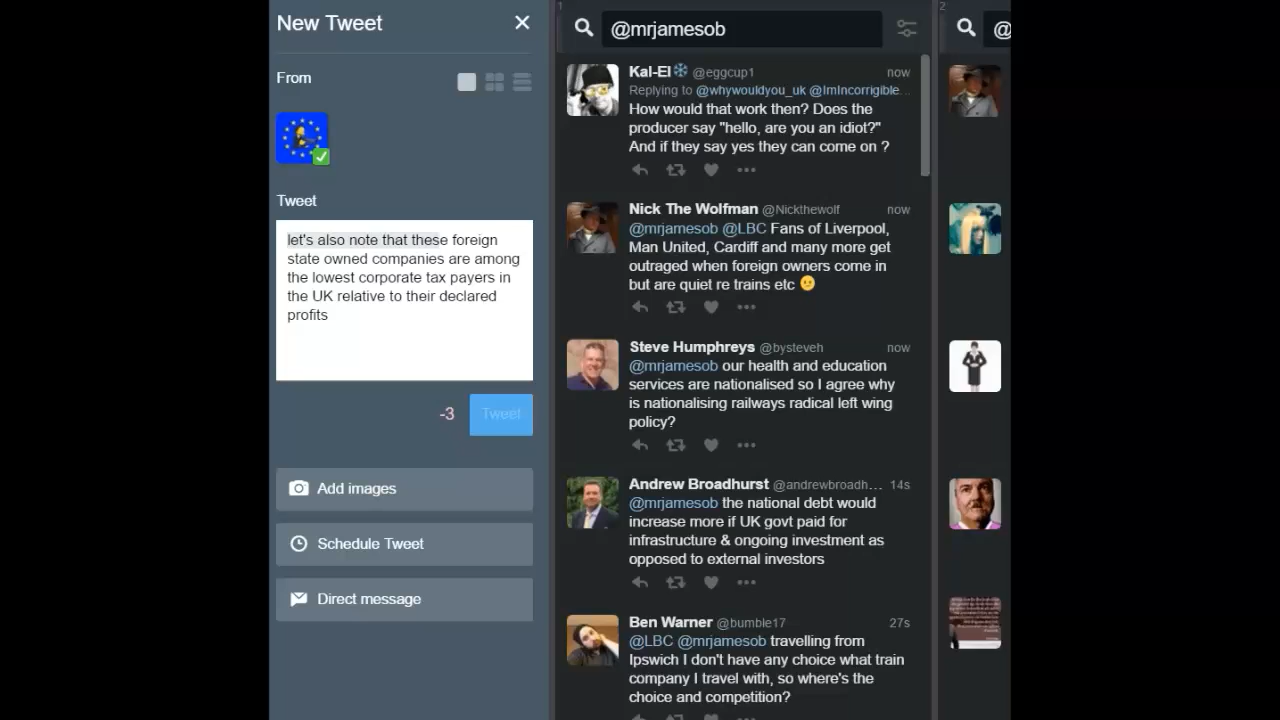 New Tweet
From
Tweet
let's also note that these foreign
state owned companies are among
the lowest corporate tax payers in
the UK relative to their declared
profits
-3
Tweet
Add images
Schedule Tweet
Direct message
1
@mrjamesob
Kal-El @eggcup1 now
Replying to @whywouldyou_uk @ImIncorrigible...
How would that work then? Does the
producer say "hello, are you an idiot?"
And if they say yes they can come on ?
Nick The Wolfman @Nickthewolf now
@mrjamesob @LBC Fans of Liverpool,
Man United, Cardiff and many more get
outraged when foreign owners come in
but are quiet re trains etc
Steve Humphreys @bysteveh now
@mrjamesob our health and education
services are nationalised so I agree why
is nationalising railways radical left wing
policy?
Andrew Broadhurst @andrewbroadh... 14s
@mrjamesob the national debt would
increase more if UK govt paid for
infrastructure & ongoing investment as
opposed to external investors
Ben Warner @bumble17 27s
@LBC @mrjamesob travelling from
Ipswich I don't have any choice what train
company I travel with, so where's the
choice and competition?
2
@